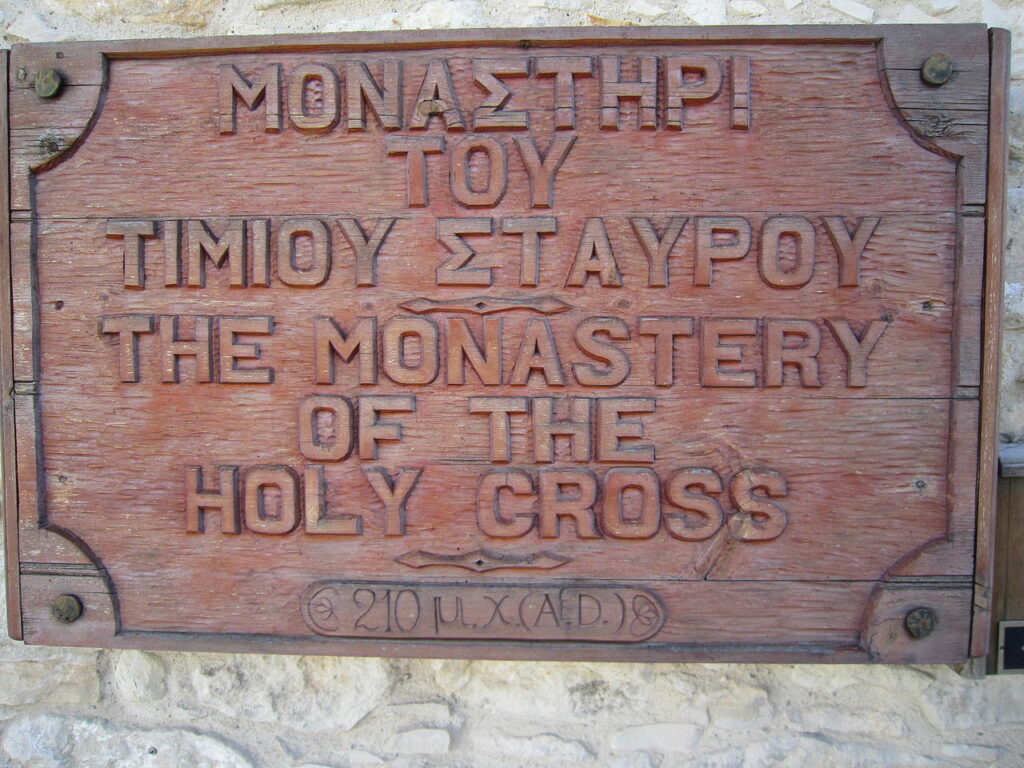 ΜΟΝΑΣΤΗΡΙ
ΤΟΥ
ΤΙΜΙΟΥ ΣΤΑΥΡΟΥ
THE MONASTERY
OF THE
HOLY CROSS
210 μ.χ.(A.D.)